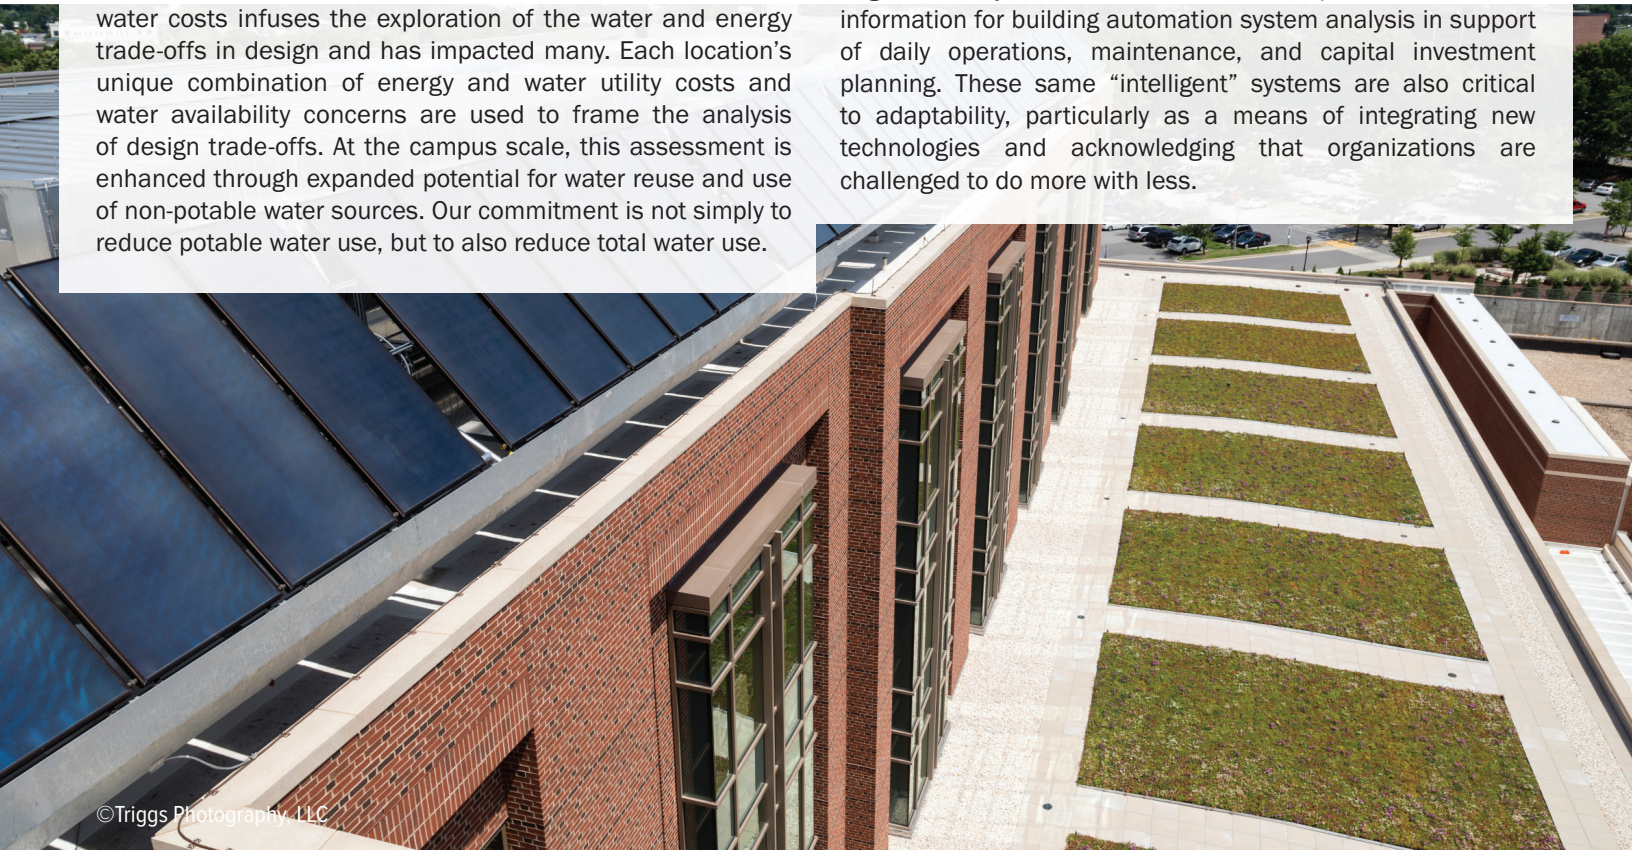 water costs infuses the exploration of the water and energy
trade-offs in design and has impacted many. Each location’s
unique combination of energy and water utility costs and
water availability concerns are used to frame the analysis
of design trade-offs. At the campus scale, this assessment is
enhanced through expanded potential for water reuse and use
of non-potable water sources. Our commitment is not simply to
reduce potable water use, but to also reduce total water use.
information for building automation system analysis in support
of daily operations, maintenance, and capital investment
planning. These same “intelligent” systems are also critical
to adaptability, particularly as a means of integrating new
technologies and acknowledging that organizations are
challenged to do more with less.
©Triggs Photography, LLC